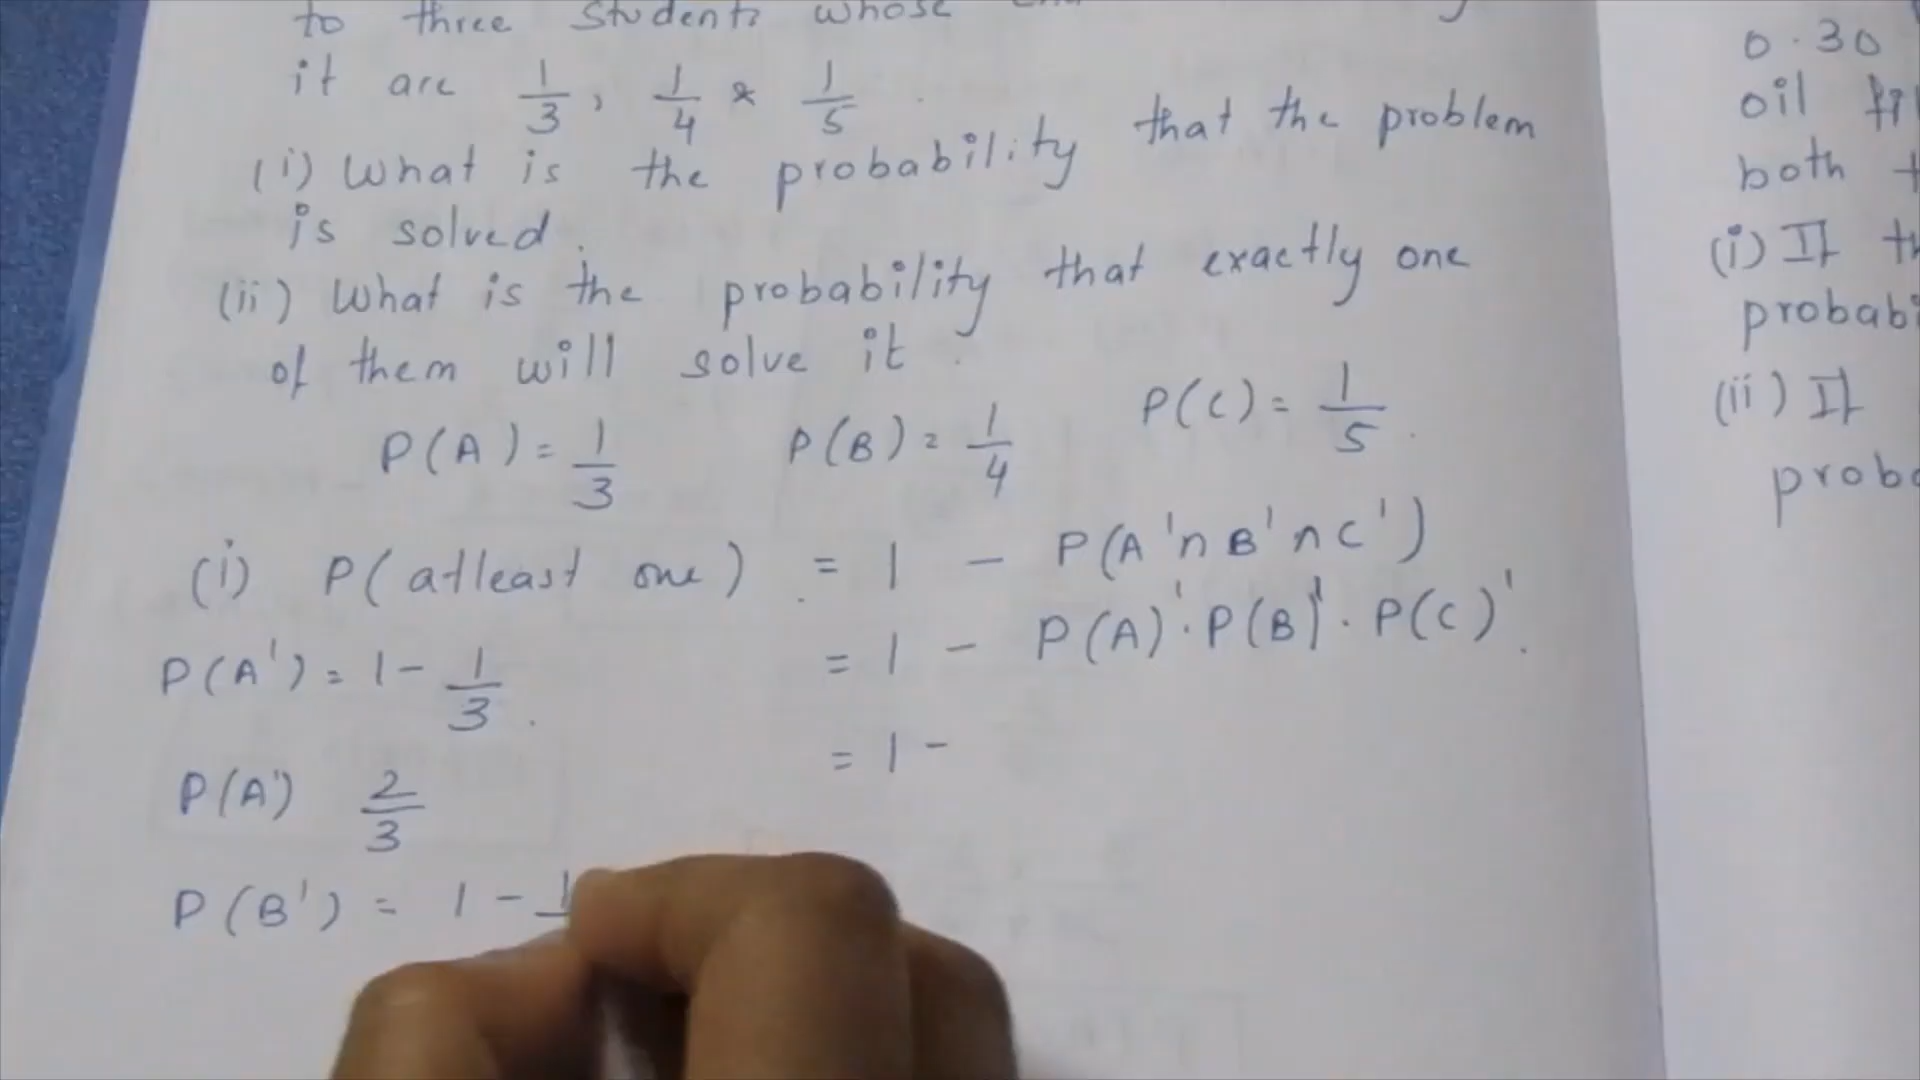 to three students whose
it are 1/3, 1/4 & 1/5.
(i) What is the probability that the problem
is solved.
(ii) What is the probability that exactly one
of them will solve it.
P(A) = 1/3 P(B) = 1/4 P(C) = 1/5.
(i) P(atleast one) = 1 - P(A'∩B'∩C')
= 1 - P(A)'·P(B)'·P(C)'.
P(A') = 1 - 1/3.
= 1 -
P(A') 2/3
P(B') = 1 - 1
0.30
oil
both
(i) If
(ii) If